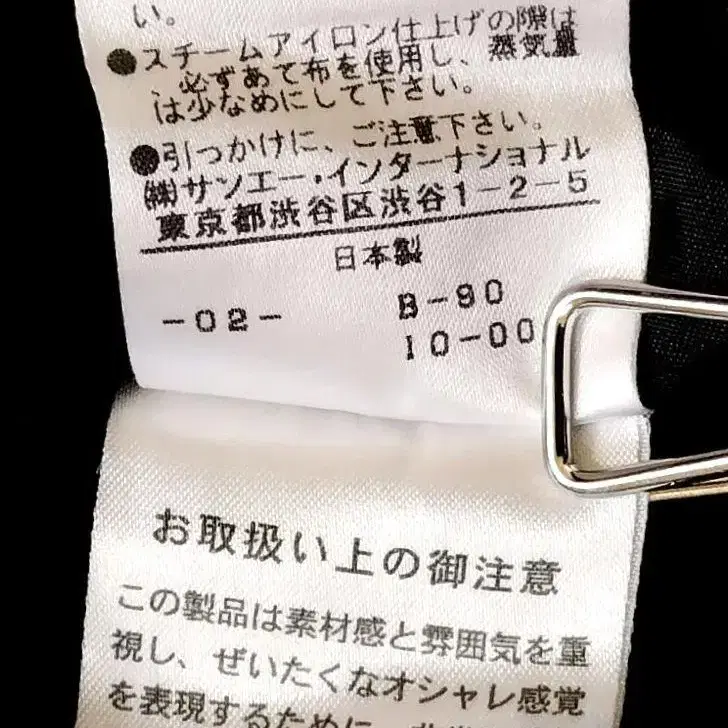 い。
●スチームアイロン仕上げの際は
必ずあて布を使用し、蒸気量
は少なめにして下さい。
●引っかけに、ご注意下さい。
㈱サンエー・インターナショナル
東京都渋谷区渋谷1-2-5
日本製
-02- B-90
10-00
お取扱い上の御注意
この製品は素材感と雰囲気を重
視し、ぜいたくなオシャレ感覚
を表現するために、